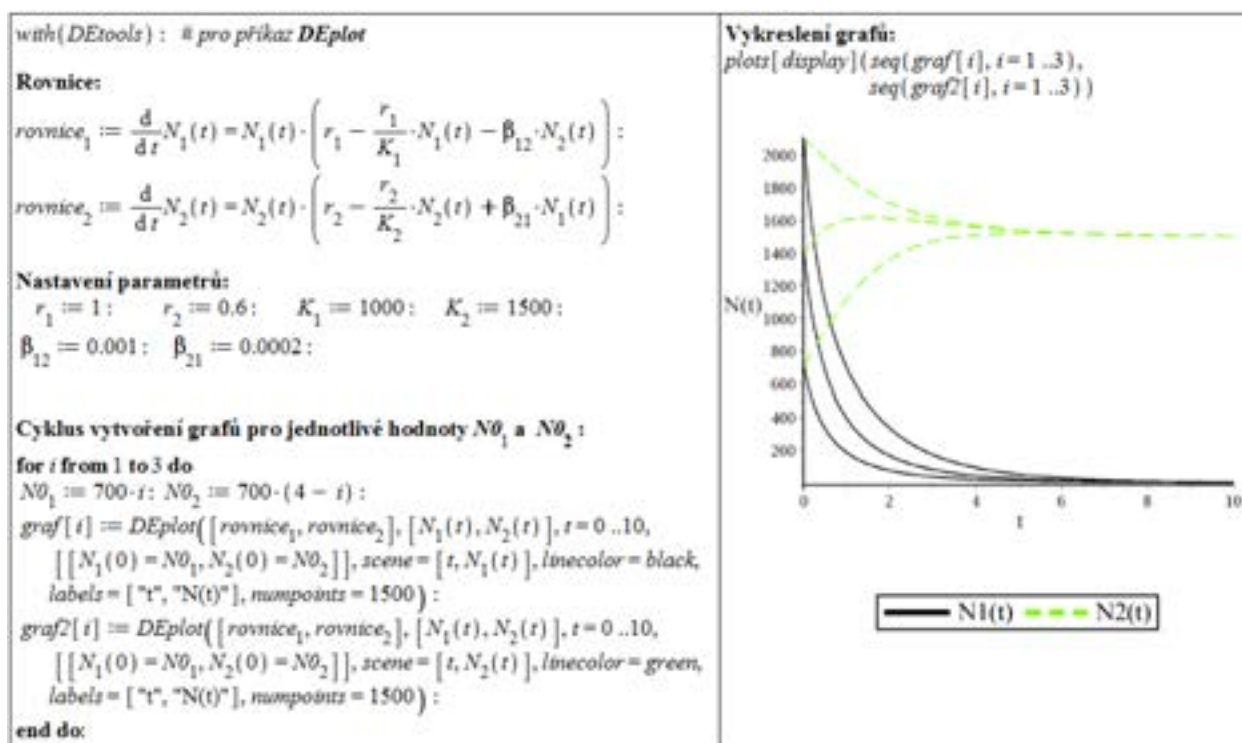 with(DEtools) :  # pro příkaz DEplot
Rovnice:
rovnice₁ := d/dt N₁(t) = N₁(t) · ( r₁ − r₁/K₁ · N₁(t) − β₁₂ · N₂(t) ) :
rovnice₂ := d/dt N₂(t) = N₂(t) · ( r₂ − r₂/K₂ · N₂(t) + β₂₁ · N₁(t) ) :
Nastavení parametrů:
r₁ := 1 :  r₂ := 0.6 :  K₁ := 1000 :  K₂ := 1500 :
β₁₂ := 0.001 :  β₂₁ := 0.0002 :
Cyklus vytvoření grafů pro jednotlivé hodnoty N0₁ a N0₂ :
for i from 1 to 3 do
N0₁ := 700·i : N0₂ := 700·(4 − i) :
graf[i] := DEplot([rovnice₁, rovnice₂], [N₁(t), N₂(t)], t = 0 ..10,
[[N₁(0) = N0₁, N₂(0) = N0₂]], scene = [t, N₁(t)], linecolor = black,
labels = ["t", "N(t)"], numpoints = 1500) :
graf2[i] := DEplot([rovnice₁, rovnice₂], [N₁(t), N₂(t)], t = 0 ..10,
[[N₁(0) = N0₁, N₂(0) = N0₂]], scene = [t, N₂(t)], linecolor = green,
labels = ["t", "N(t)"], numpoints = 1500) :
end do:
Vykreslení grafů:
plots[display](seq(graf[i], i = 1 ..3),
seq(graf2[i], i = 1 ..3))
2000
1800
1600
1400
N(t) 1200
1000
800
600
400
200
0 2 4 6 8 10
t
N1(t) N2(t)